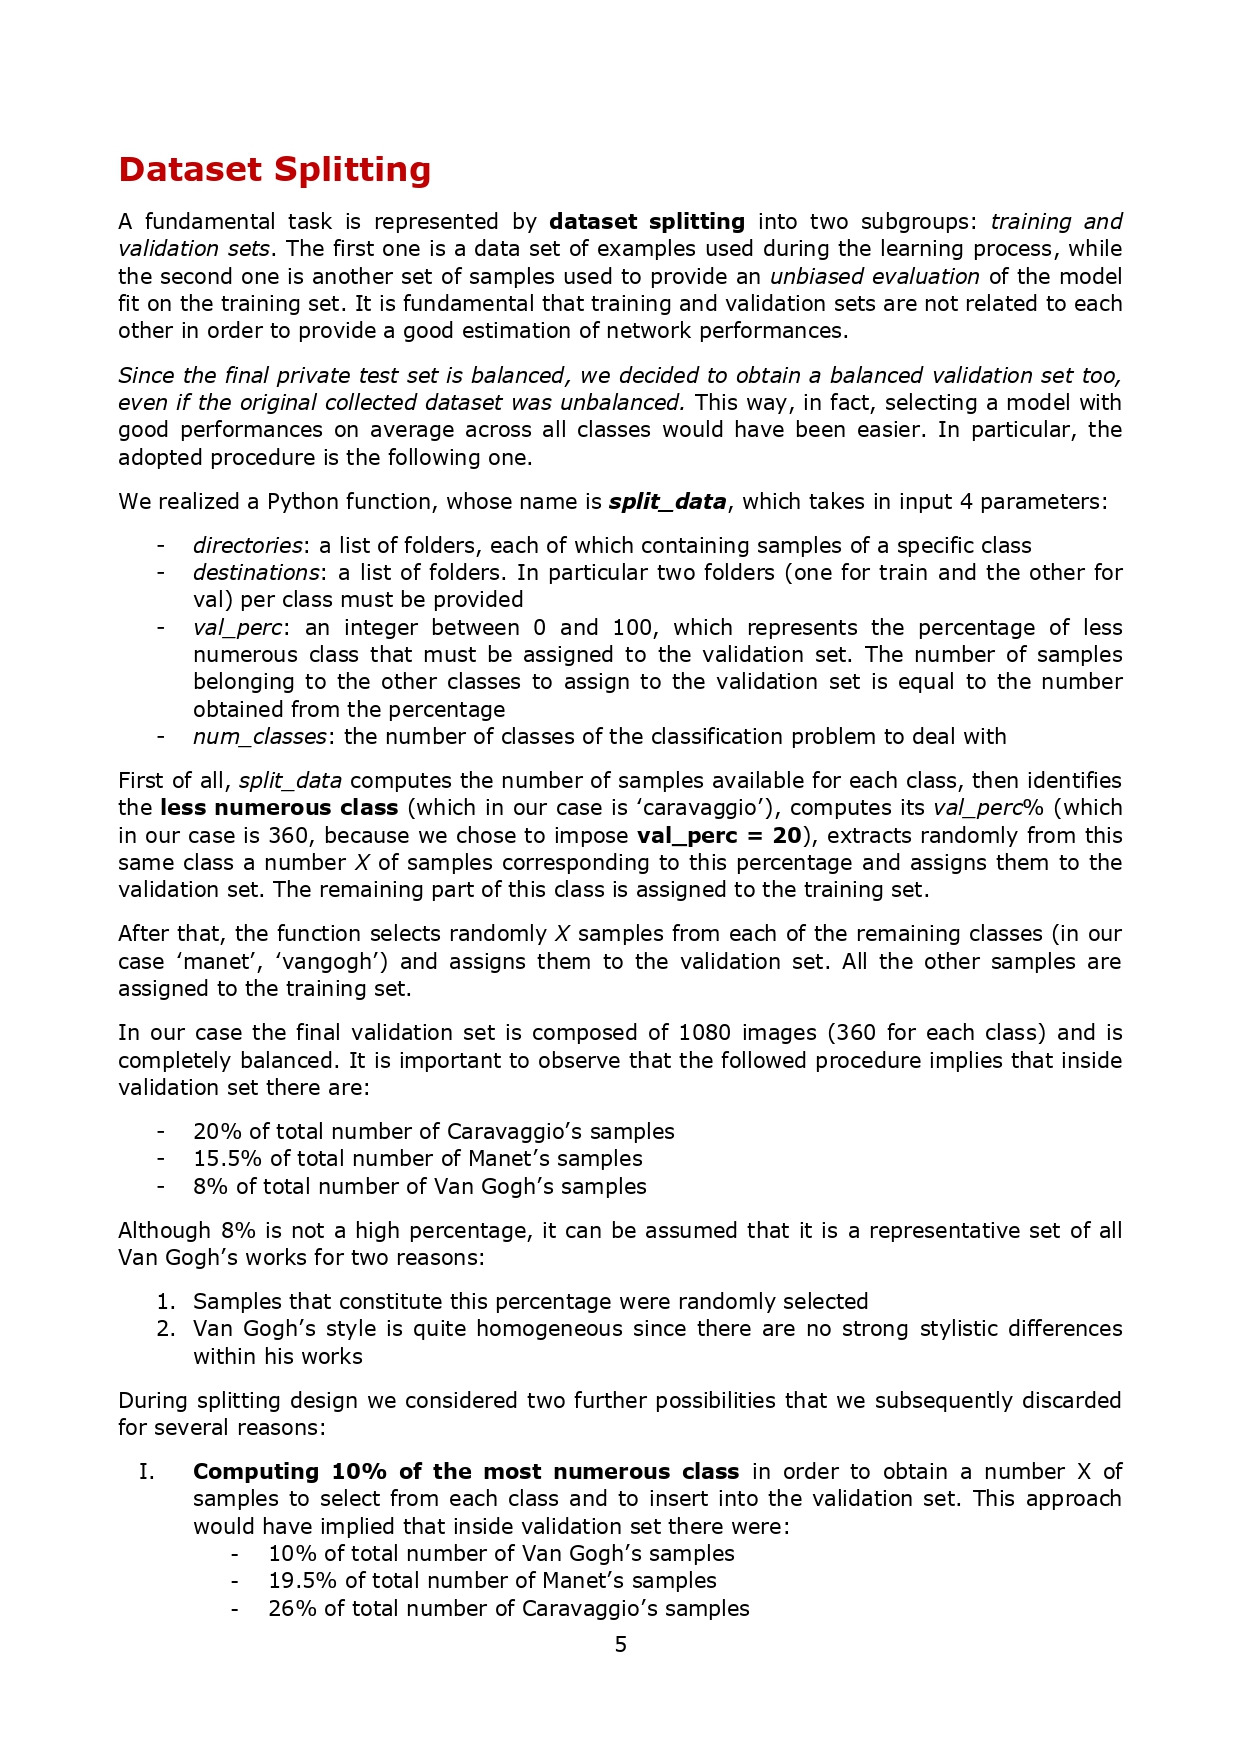 Dataset Splitting
A fundamental task is represented by dataset splitting into two subgroups: training and
validation sets. The first one is a data set of examples used during the learning process, while
the second one is another set of samples used to provide an unbiased evaluation of the model
fit on the training set. It is fundamental that training and validation sets are not related to each
other in order to provide a good estimation of network performances.
Since the final private test set is balanced, we decided to obtain a balanced validation set too,
even if the original collected dataset was unbalanced. This way, in fact, selecting a model with
good performances on average across all classes would have been easier. In particular, the
adopted procedure is the following one.
We realized a Python function, whose name is split_data, which takes in input 4 parameters:
- directories: a list of folders, each of which containing samples of a specific class
- destinations: a list of folders. In particular two folders (one for train and the other for
val) per class must be provided
- val_perc: an integer between 0 and 100, which represents the percentage of less
numerous class that must be assigned to the validation set. The number of samples
belonging to the other classes to assign to the validation set is equal to the number
obtained from the percentage
- num_classes: the number of classes of the classification problem to deal with
First of all, split_data computes the number of samples available for each class, then identifies
the less numerous class (which in our case is ‘caravaggio’), computes its val_perc% (which
in our case is 360, because we chose to impose val_perc = 20), extracts randomly from this
same class a number X of samples corresponding to this percentage and assigns them to the
validation set. The remaining part of this class is assigned to the training set.
After that, the function selects randomly X samples from each of the remaining classes (in our
case ‘manet’, ‘vangogh’) and assigns them to the validation set. All the other samples are
assigned to the training set.
In our case the final validation set is composed of 1080 images (360 for each class) and is
completely balanced. It is important to observe that the followed procedure implies that inside
validation set there are:
- 20% of total number of Caravaggio’s samples
- 15.5% of total number of Manet’s samples
- 8% of total number of Van Gogh’s samples
Although 8% is not a high percentage, it can be assumed that it is a representative set of all
Van Gogh’s works for two reasons:
1. Samples that constitute this percentage were randomly selected
2. Van Gogh’s style is quite homogeneous since there are no strong stylistic differences
within his works
During splitting design we considered two further possibilities that we subsequently discarded
for several reasons:
I. Computing 10% of the most numerous class in order to obtain a number X of
samples to select from each class and to insert into the validation set. This approach
would have implied that inside validation set there were:
- 10% of total number of Van Gogh’s samples
- 19.5% of total number of Manet’s samples
- 26% of total number of Caravaggio’s samples
5